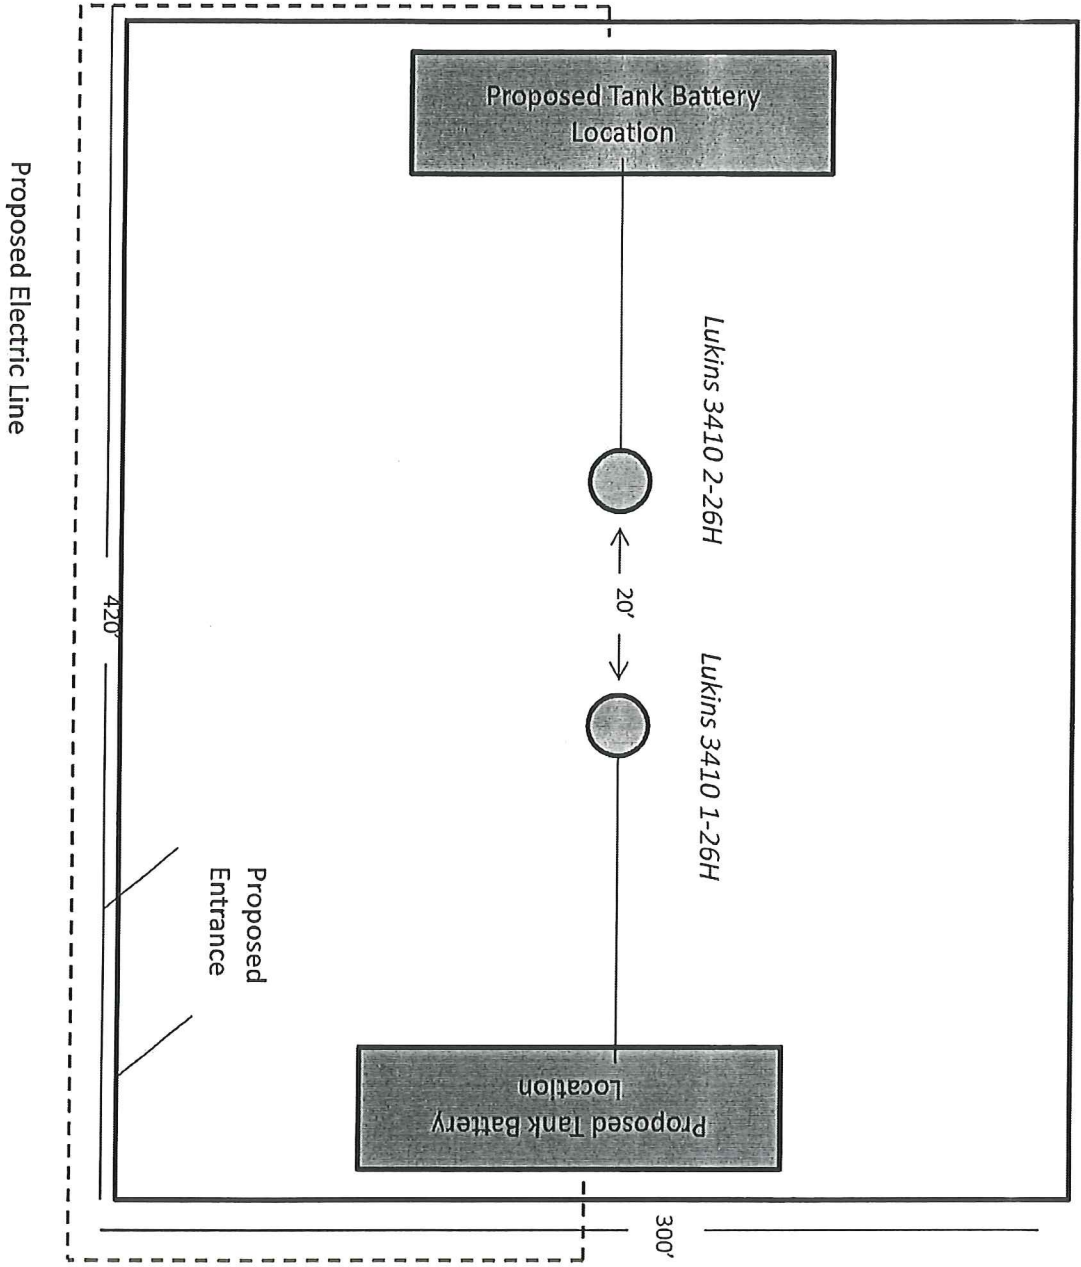 Proposed Tank Battery
Location
Lukins 3410 2-26H
20'
Lukins 3410 1-26H
Proposed Tank Battery
Location
Proposed
Entrance
420'
300'
Proposed Electric Line